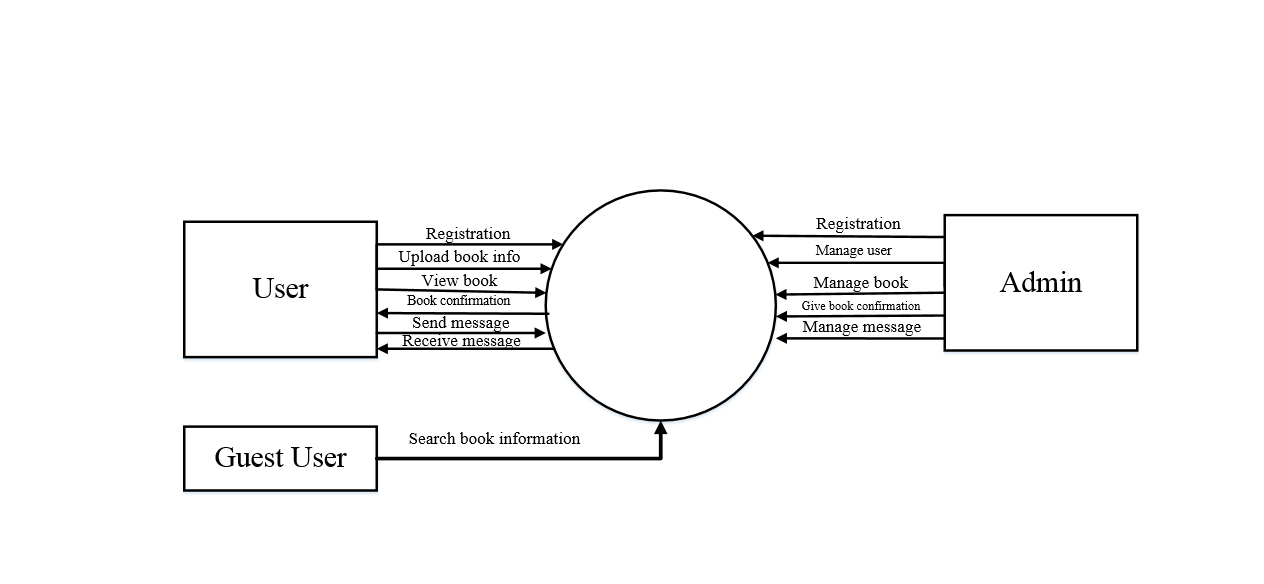 User
Registration
Upload book info
View book
Book confirmation
Send message
Receive message
Registration
Manage user
Manage book
Give book confirmation
Manage message
Admin
Guest User
Search book information